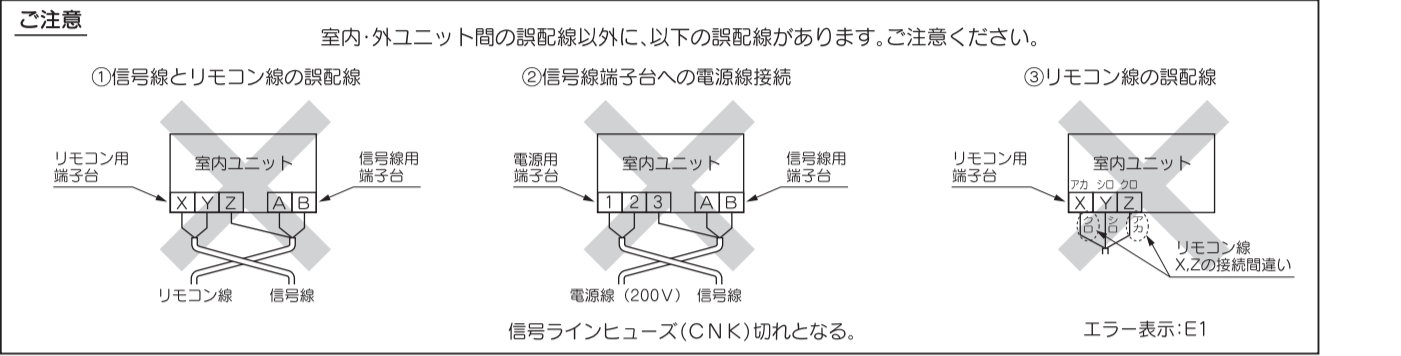 ご注意
室内・外ユニット間の誤配線以外に、以下の誤配線があります。ご注意ください。
①信号線とリモコン線の誤配線
リモコン用
端子台
室内ユニット
信号線用
端子台
X Y Z A B
リモコン線
信号線
②信号線端子台への電源線接続
電源用
端子台
室内ユニット
信号線用
端子台
1 2 3 A B
電源線（200V）
信号線
信号ラインヒューズ(CNK)切れとなる。
③リモコン線の誤配線
リモコン用
端子台
室内ユニット
アカ シロ クロ
X Y Z
クロ シロ アカ
リモコン線
X,Zの接続間違い
エラー表示:E1